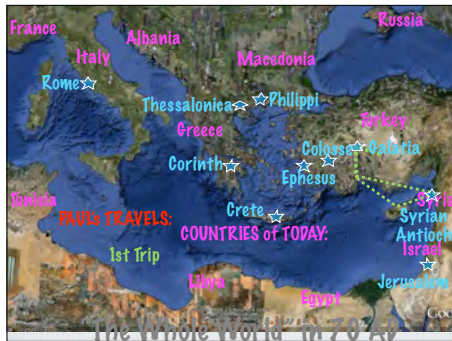 France
Russia
Albania
Italy
Macedonia
Rome
Thessalonica
Philippi
Turkey
Greece
Colosse
Galatia
Corinth
Ephesus
Tunisia
Syria
PAUL's TRAVELS:
Crete
Syrian
Antioch
COUNTRIES of TODAY:
1st Trip
Israel
Libya
Jerusalem
Egypt
Goo
"The Whole World" in 70 AD